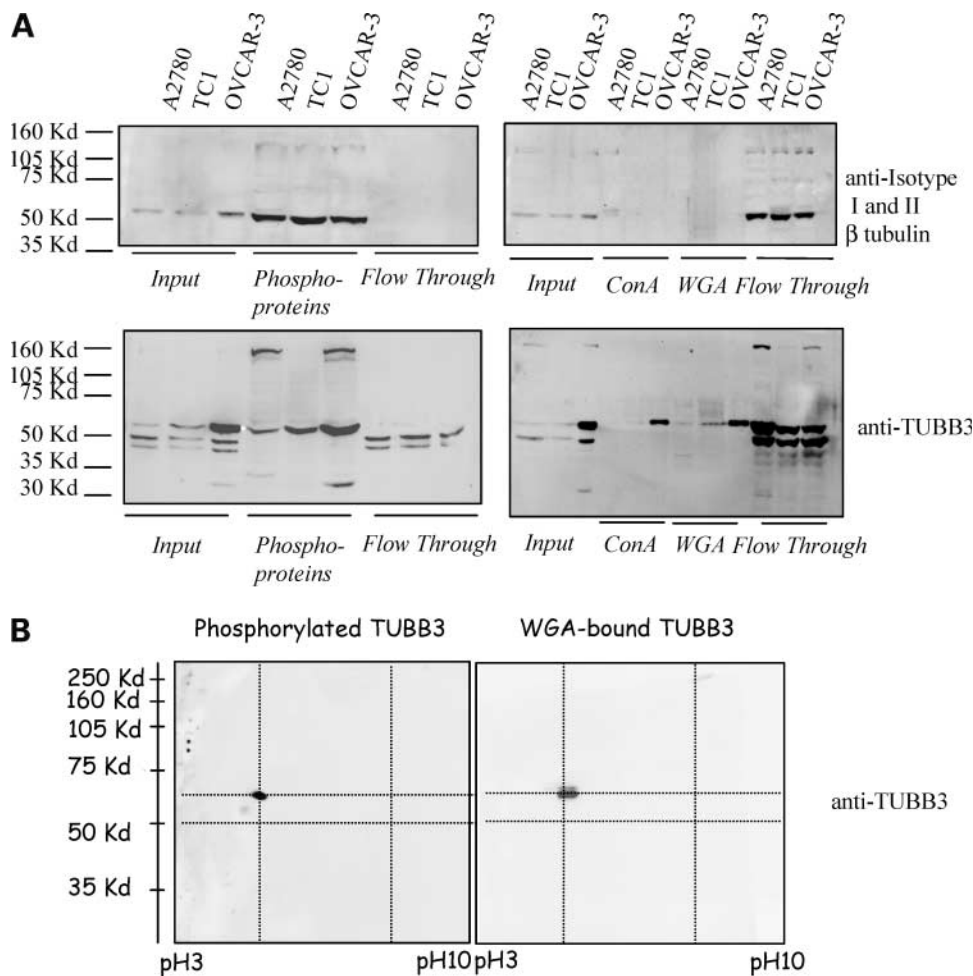 A
A2780
TC1
OVCAR-3
A2780
TC1
OVCAR-3
A2780
TC1
OVCAR-3
A2780
TC1
OVCAR-3
A2780
TC1
OVCAR-3
A2780
TC1
OVCAR-3
160 Kd
105 Kd
75 Kd
50 Kd
35 Kd
anti-Isotype
I and II
β tubulin
Input
Phospho-
proteins
Flow Through
Input
ConA
WGA
Flow Through
160 Kd
105 Kd
75 Kd
50 Kd
35 Kd
30 Kd
anti-TUBB3
Input
Phospho-
proteins
Flow Through
Input
ConA
WGA
Flow Through
B
Phosphorylated TUBB3
WGA-bound TUBB3
250 Kd
160 Kd
105 Kd
75 Kd
50 Kd
35 Kd
anti-TUBB3
pH3
pH10
pH3
pH10